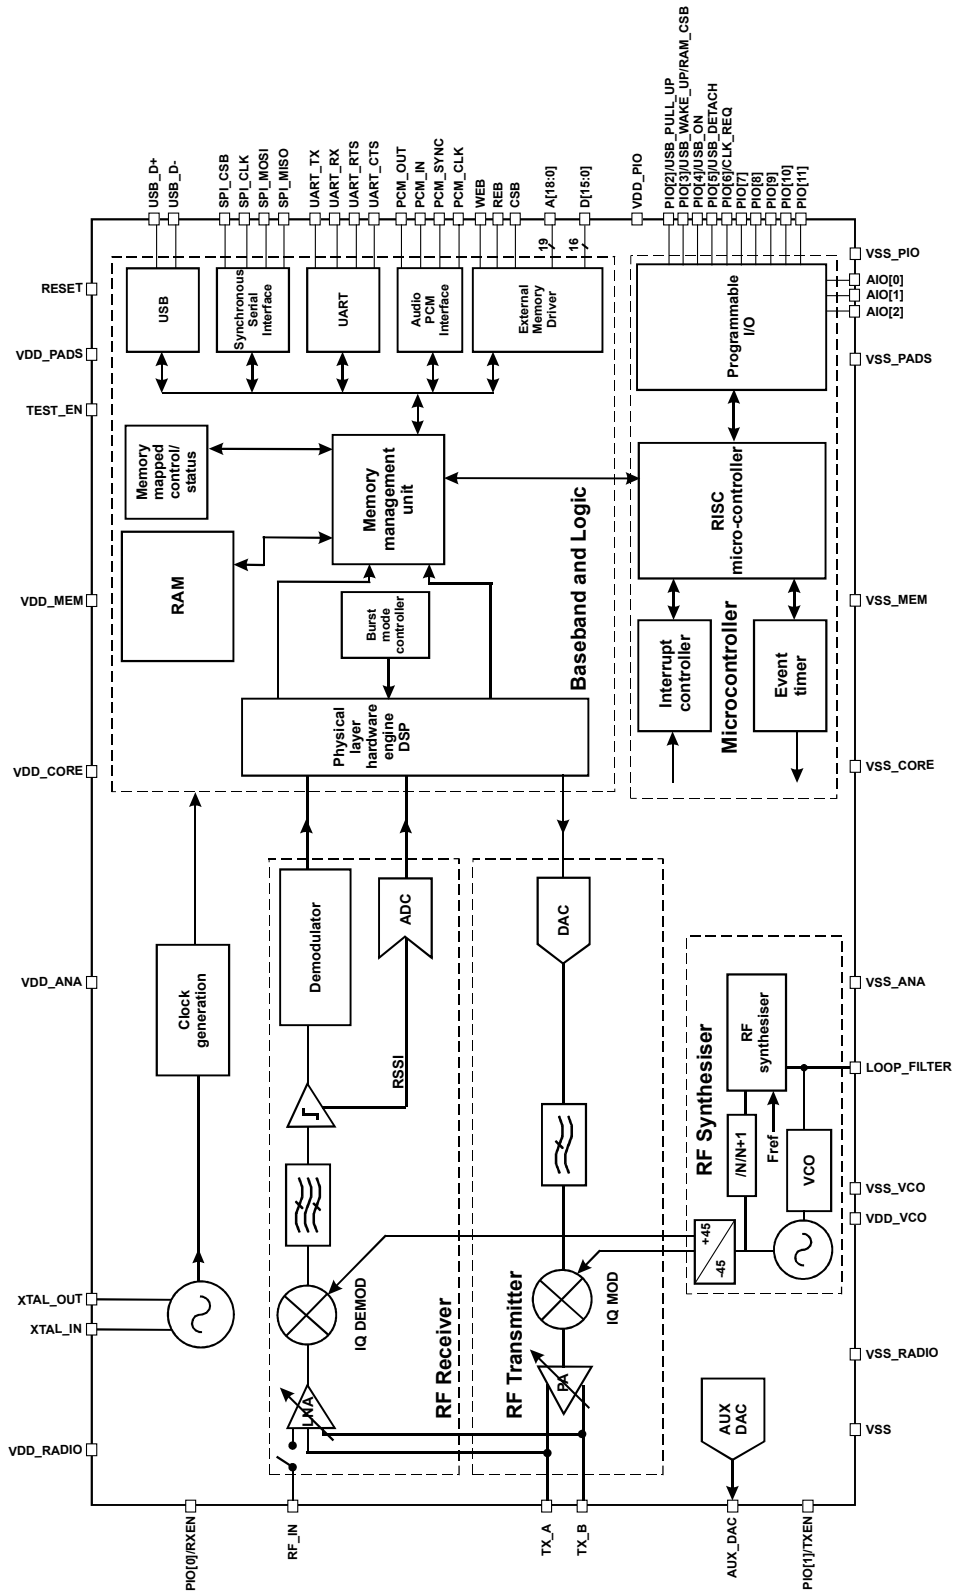 USB_D+
USB_D-
SPI_CSB
SPI_CLK
SPI_MOSI
SPI_MISO
UART_TX
UART_RX
UART_RTS
UART_CTS
PCM_OUT
PCM_IN
PCM_SYNC
PCM_CLK
WEB
REB
CSB
A[18:0]
D[15:0]
VDD_PIO
PIO[2]/USB_PULL_UP
PIO[3]/USB_WAKE_UP/RAM_CSB
PIO[4]/USB_ON
PIO[5]/USB_DETACH
PIO[6]/CLK_REQ
PIO[7]
PIO[8]
PIO[9]
PIO[10]
PIO[11]
19
16
RESET
VDD_PADS
TEST_EN
VDD_MEM
VDD_CORE
VDD_ANA
XTAL_OUT
XTAL_IN
VDD_RADIO
VSS_PIO
AIO[0]
AIO[1]
AIO[2]
VSS_PADS
VSS_MEM
VSS_CORE
VSS_ANA
LOOP_FILTER
VSS_VCO
VDD_VCO
VSS_RADIO
VSS
USB
Synchronous
Serial
Interface
UART
Audio
PCM
Interface
External
Memory
Driver
Programmable
I/O
Memory
mapped
control/
status
Memory
management
unit
RAM
Burst
mode
controller
Physical
layer
hardware
engine
DSP
Baseband and Logic
RISC
micro-controller
Interrupt
controller
Event
timer
Microcontroller
Clock
generation
Demodulator
ADC
RSSI
IQ DEMOD
LNA
RF Receiver
DAC
IQ MOD
PA
RF Transmitter
RF Synthesiser
RF
synthesiser
/N/N+1
Fref
VCO
+45
-45
AUX
DAC
PIO[0]/RXEN
RF_IN
TX_A
TX_B
AUX_DAC
PIO[1]/TXEN